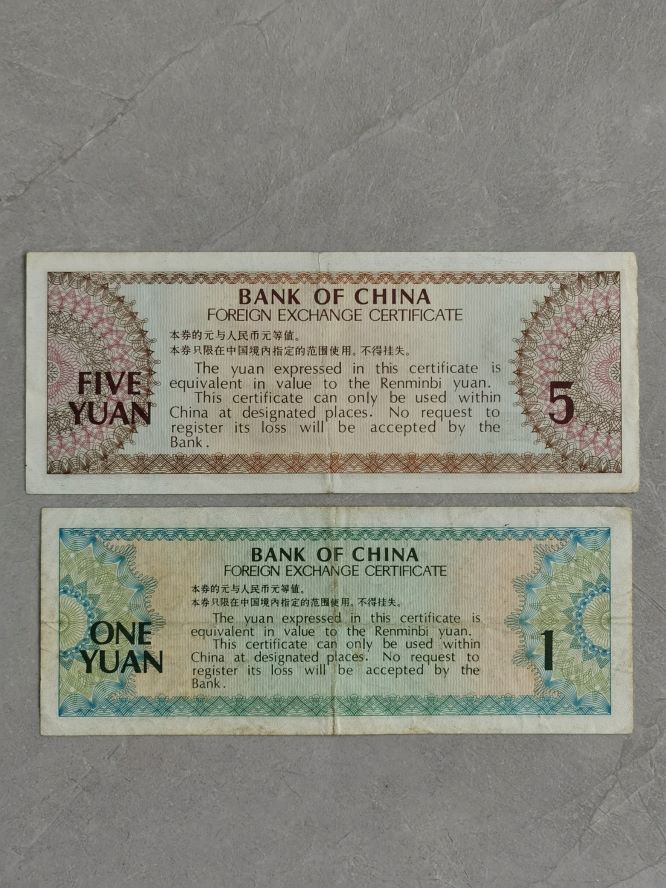 BANK OF CHINA
FOREIGN EXCHANGE CERTIFICATE
本券的元与人民币元等值。
本券只限在中国境内指定的范围使用。不得挂失。
The yuan expressed in this certificate is
equivalent in value to the Renminbi yuan.
This certificate can only be used within
China at designated places. No request to
register its loss will be accepted by the
Bank.
FIVE
YUAN
5
BANK OF CHINA
FOREIGN EXCHANGE CERTIFICATE
本券的元与人民币元等值。
本券只限在中国境内指定的范围使用。不得挂失。
The yuan expressed in this certificate is
equivalent in value to the Renminbi yuan.
This certificate can only be used within
China at designated places. No request to
register its loss will be accepted by the
Bank.
ONE
YUAN
1